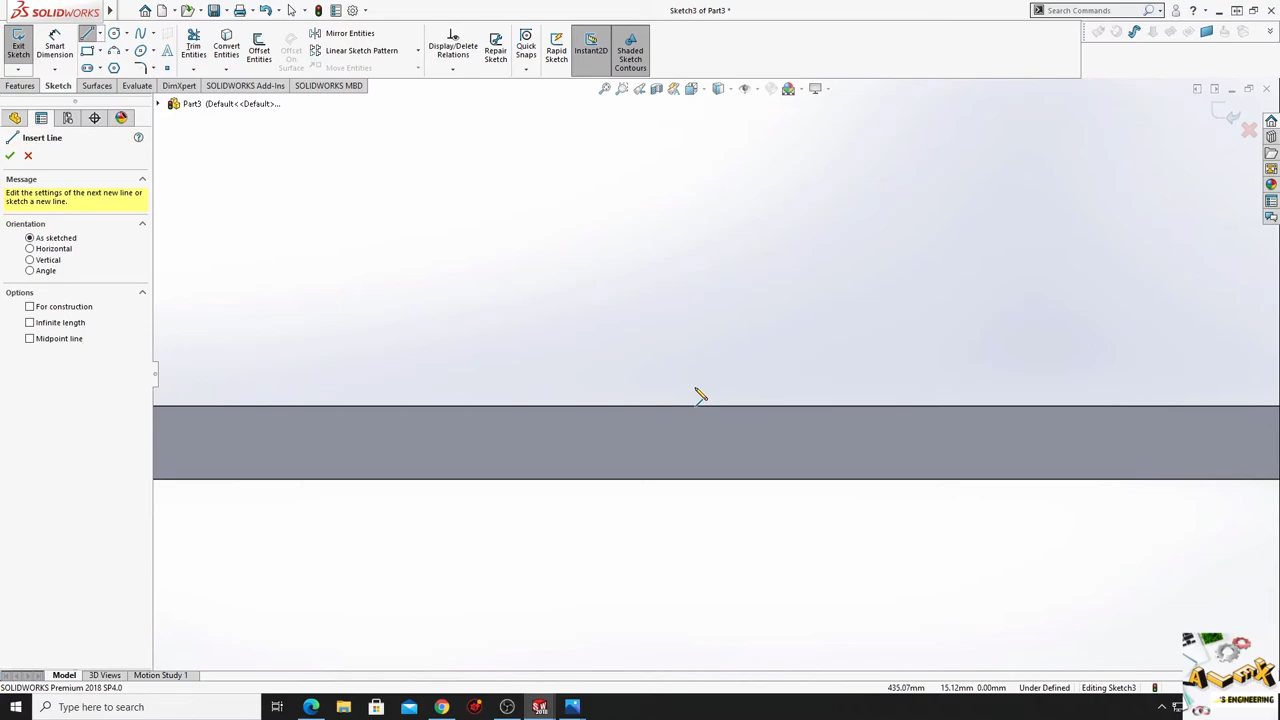 SOLIDWORKS
Sketch3 of Part3 *
Search Commands
Exit Sketch
Smart Dimension
Trim Entities
Convert Entities
Offset Entities
Offset On Surface
Mirror Entities
Linear Sketch Pattern
Move Entities
Display/Delete Relations
Repair Sketch
Quick Snaps
Rapid Sketch
Instant2D
Shaded Sketch Contours
Features
Sketch
Surfaces
Evaluate
DimXpert
SOLIDWORKS Add-Ins
SOLIDWORKS MBD
Part3 (Default<<Default>...
Insert Line
Message
Edit the settings of the next new line or
sketch a new line.
Orientation
As sketched
Horizontal
Vertical
Angle
Options
For construction
Infinite length
Midpoint line
Model
3D Views
Motion Study 1
SOLIDWORKS Premium 2018 SP4.0
435.07mm
15.12mm 0.00mm
Under Defined
Editing Sketch3
Type here to search
'S ENGINEERING